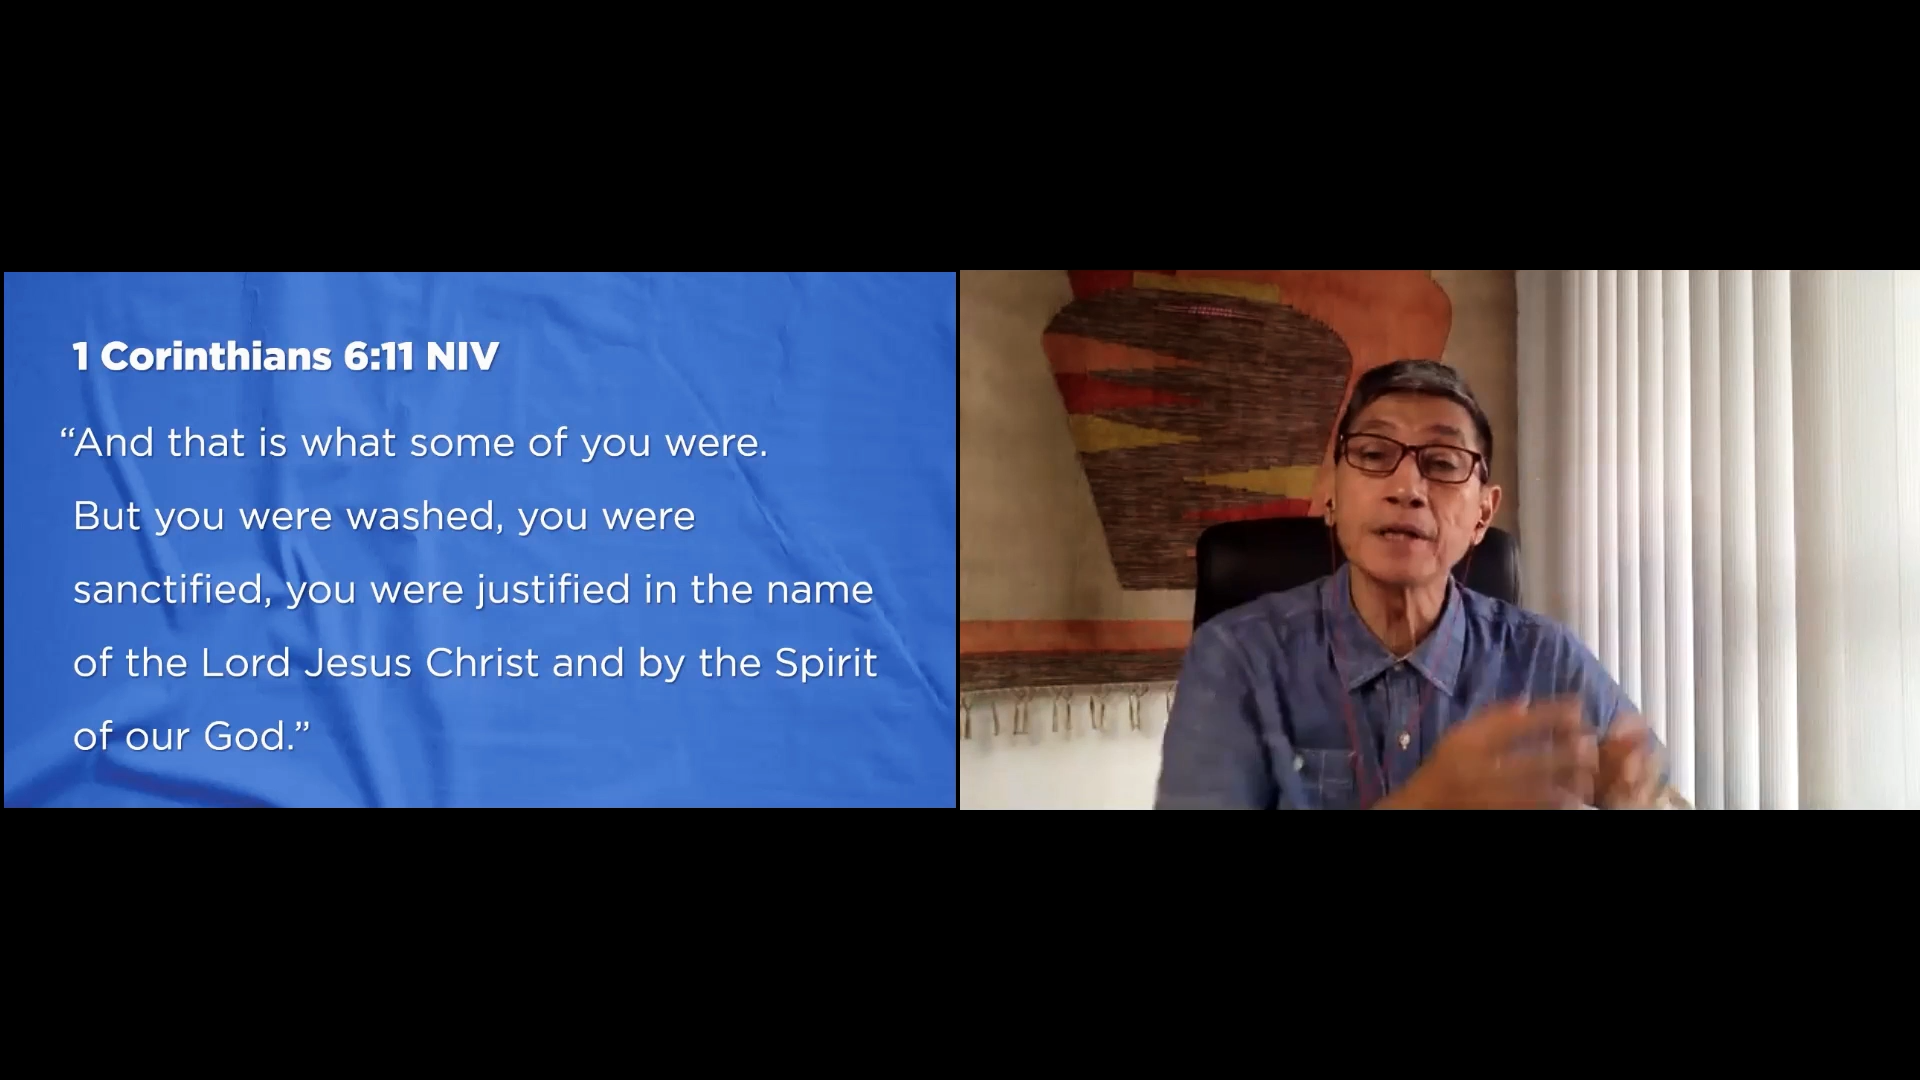 1 Corinthians 6:11 NIV
“And that is what some of you were.
But you were washed, you were
sanctified, you were justified in the name
of the Lord Jesus Christ and by the Spirit
of our God.”